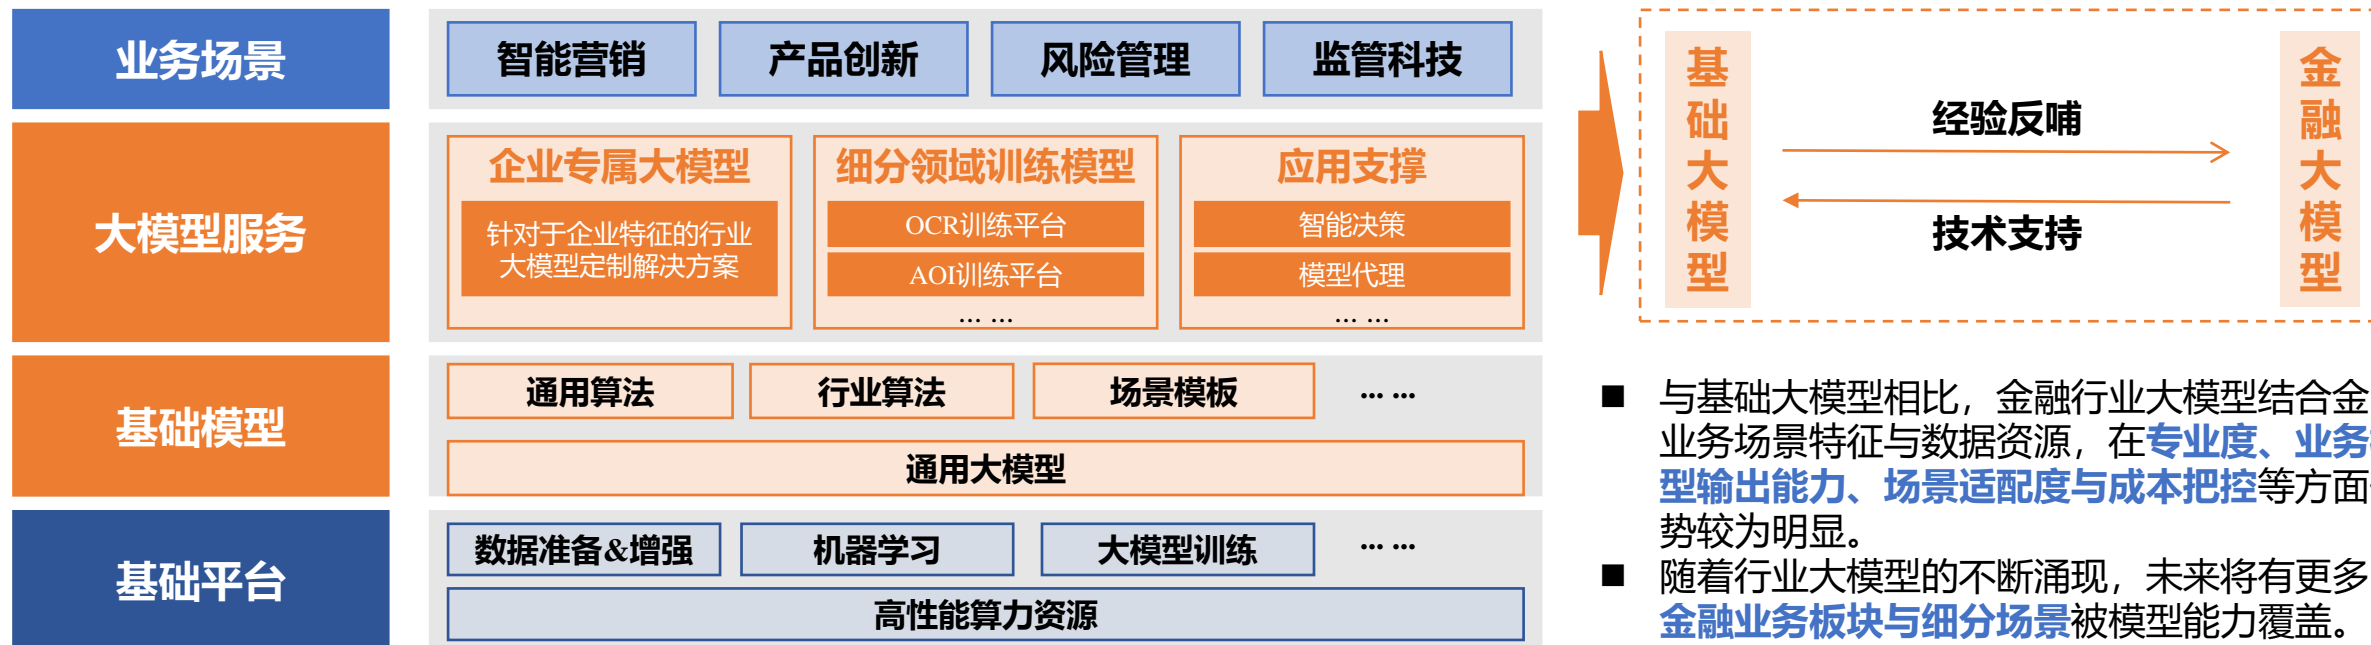 业务场景
智能营销
产品创新
风险管理
监管科技
大模型服务
企业专属大模型
针对于企业特征的行业
大模型定制解决方案
细分领域训练模型
OCR训练平台
AOI训练平台
... ...
应用支撑
智能决策
模型代理
... ...
基础模型
通用算法
行业算法
场景模板
... ...
通用大模型
基础平台
数据准备&增强
机器学习
大模型训练
... ...
高性能算力资源
基础大模型
经验反哺
技术支持
金融大模型
■ 与基础大模型相比，金融行业大模型结合金
业务场景特征与数据资源，在专业度、业务
型输出能力、场景适配度与成本把控等方面
势较为明显。
■ 随着行业大模型的不断涌现，未来将有更多
金融业务板块与细分场景被模型能力覆盖。